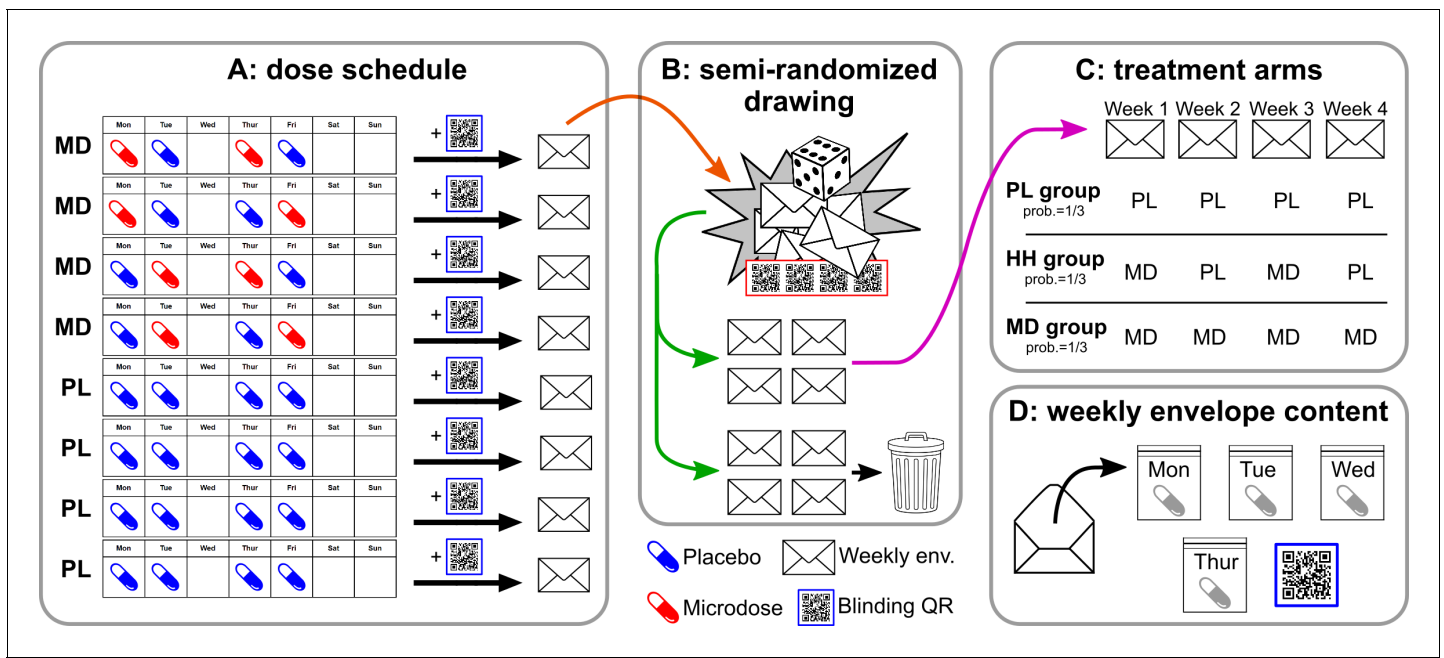 A: dose schedule
MD
Mon Tue Wed Thur Fri Sat Sun
+
MD
Mon Tue Wed Thur Fri Sat Sun
+
MD
Mon Tue Wed Thur Fri Sat Sun
+
MD
Mon Tue Wed Thur Fri Sat Sun
+
PL
Mon Tue Wed Thur Fri Sat Sun
+
PL
Mon Tue Wed Thur Fri Sat Sun
+
PL
Mon Tue Wed Thur Fri Sat Sun
+
PL
Mon Tue Wed Thur Fri Sat Sun
+
B: semi-randomized
drawing
Placebo
Weekly env.
Microdose
Blinding QR
C: treatment arms
Week 1 Week 2 Week 3 Week 4
PL group
prob.=1/3
PL PL PL PL
HH group
prob.=1/3
MD PL MD PL
MD group
prob.=1/3
MD MD MD MD
D: weekly envelope content
Mon Tue Wed
Thur